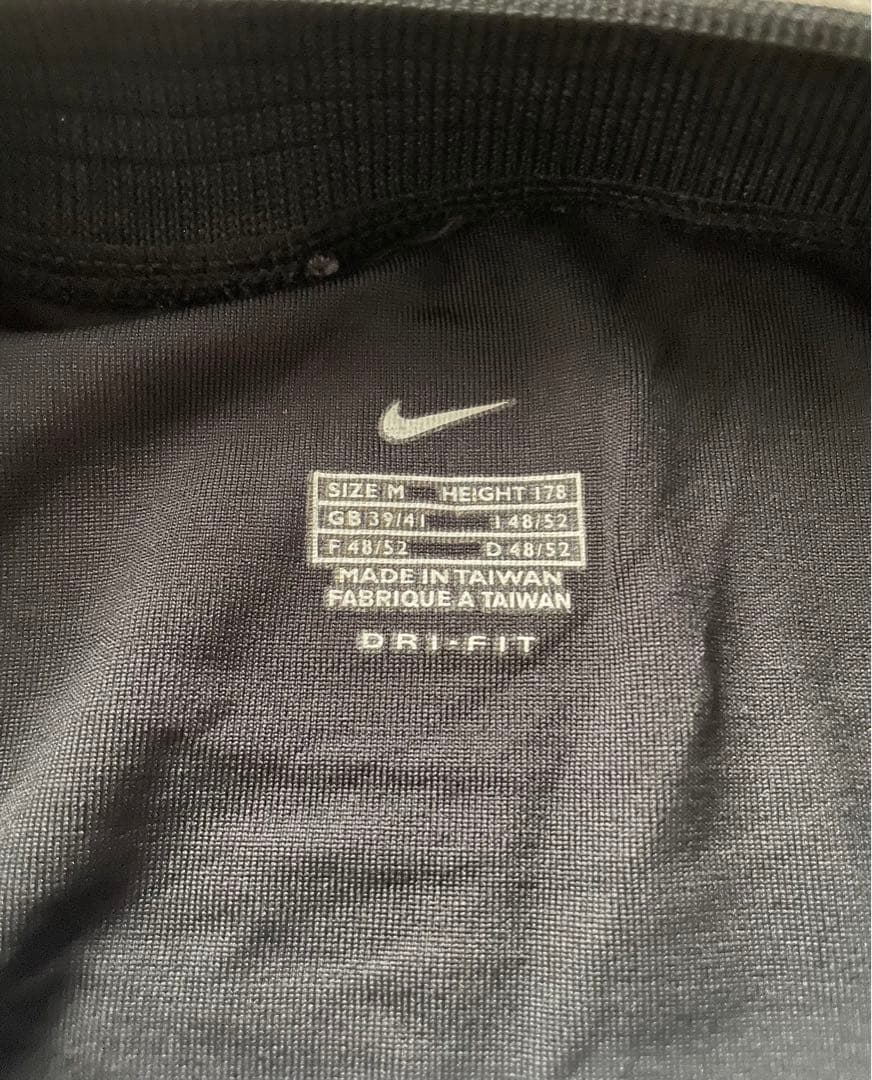 SIZE M HEIGHT 178
GB 39/41 I 48/52
F 48/52 D 48/52
MADE IN TAIWAN
FABRIQUE A TAIWAN
DRI-FIT